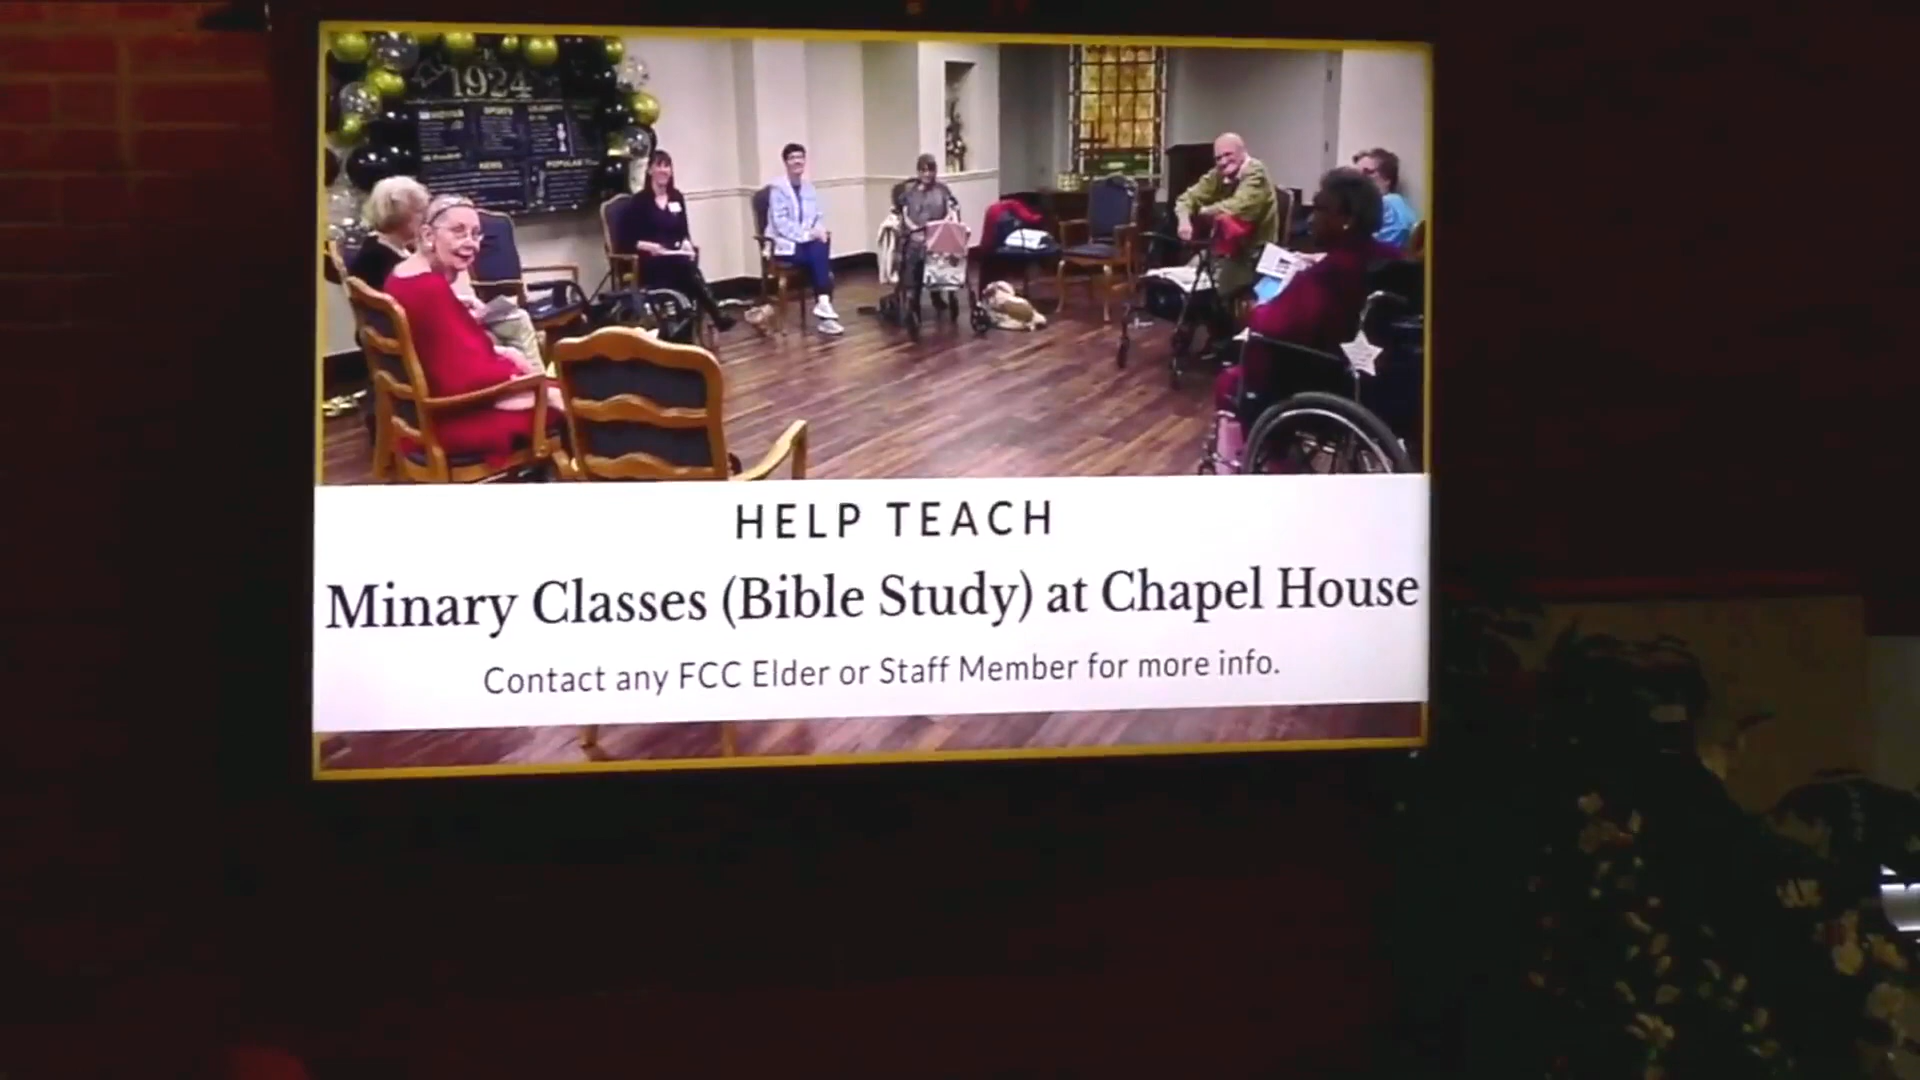 1924
NEWS
HELP TEACH
Minary Classes (Bible Study) at Chapel House
Contact any FCC Elder or Staff Member for more info.